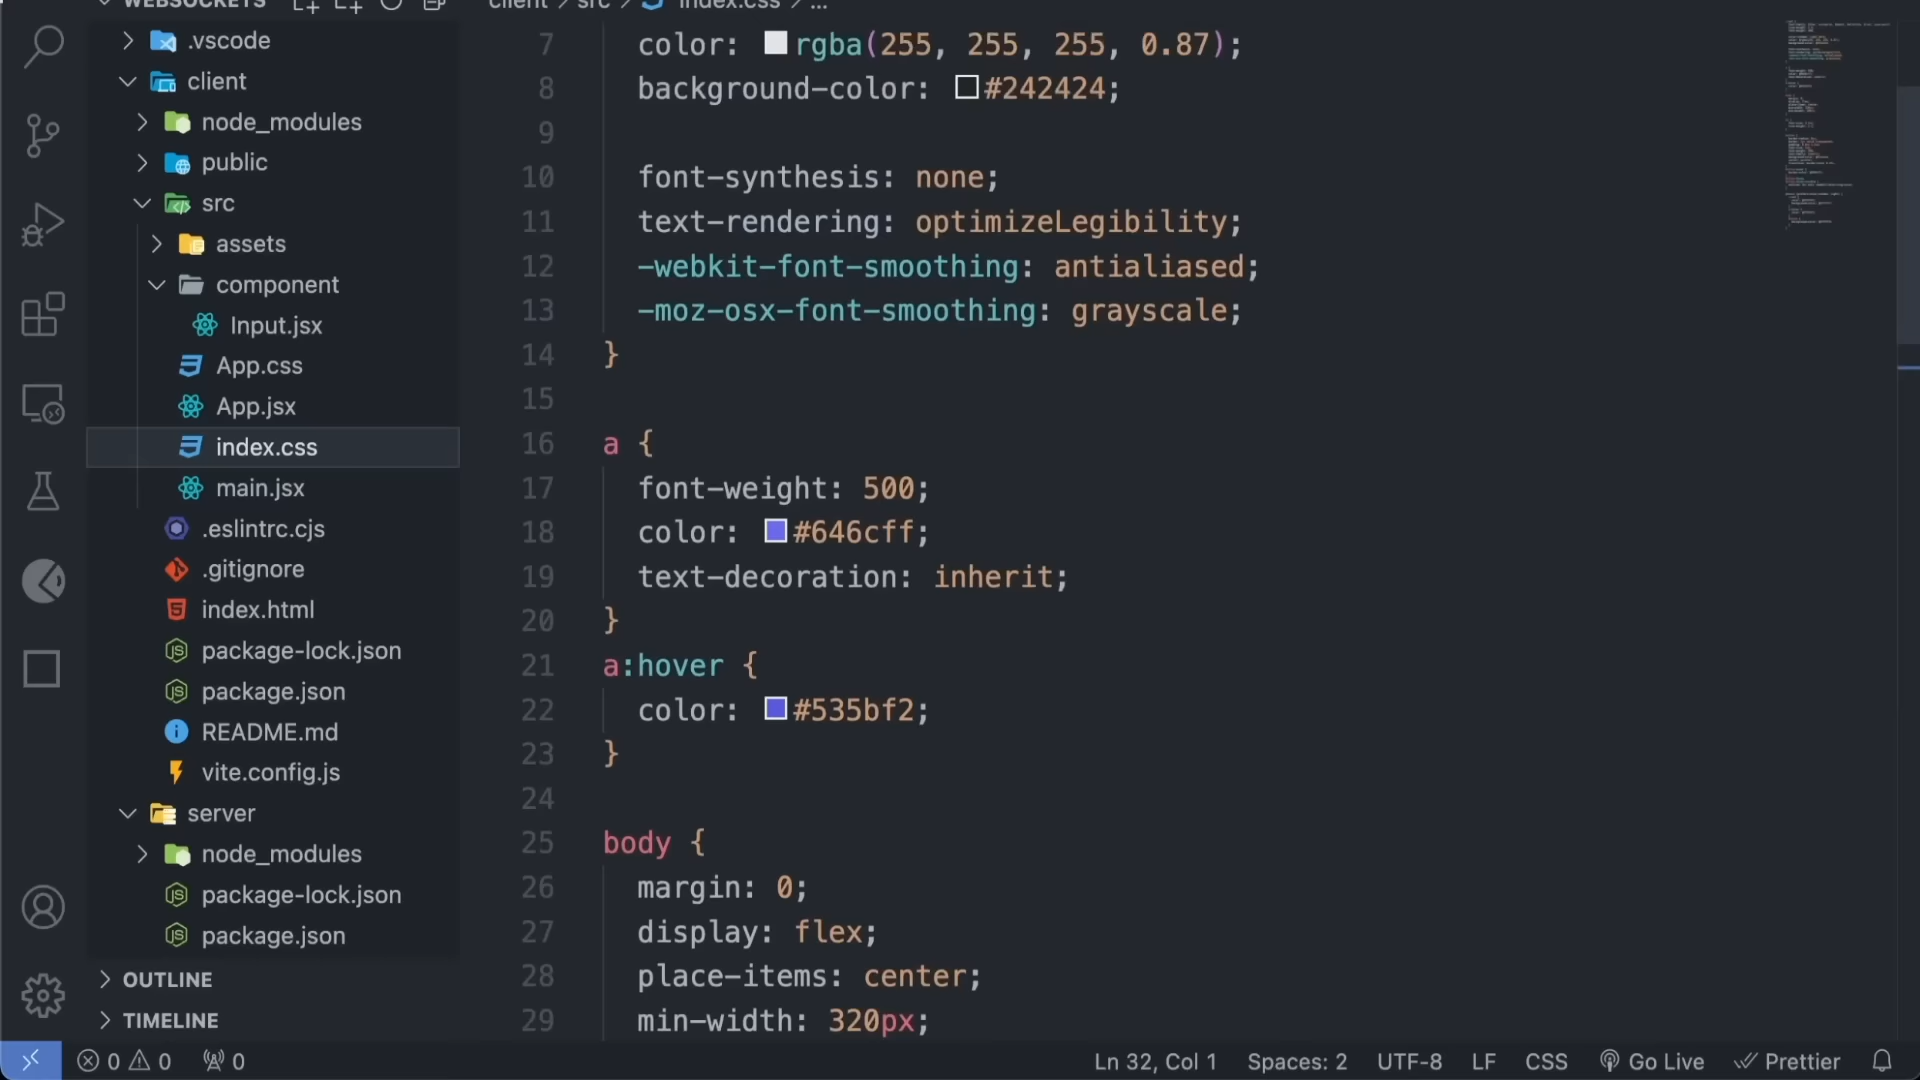 WEBSOCKETS
.vscode
client
node_modules
public
src
assets
component
Input.jsx
App.css
App.jsx
index.css
main.jsx
.eslintrc.cjs
.gitignore
index.html
package-lock.json
package.json
README.md
vite.config.js
server
node_modules
package-lock.json
package.json
OUTLINE
TIMELINE
client > src > index.css > ...
7 color: rgba(255, 255, 255, 0.87);
8 background-color: #242424;
9
10 font-synthesis: none;
11 text-rendering: optimizeLegibility;
12 -webkit-font-smoothing: antialiased;
13 -moz-osx-font-smoothing: grayscale;
14 }
15
16 a {
17 font-weight: 500;
18 color: #646cff;
19 text-decoration: inherit;
20 }
21 a:hover {
22 color: #535bf2;
23 }
24
25 body {
26 margin: 0;
27 display: flex;
28 place-items: center;
29 min-width: 320px;
0 0 0 Ln 32, Col 1 Spaces: 2 UTF-8 LF CSS Go Live Prettier